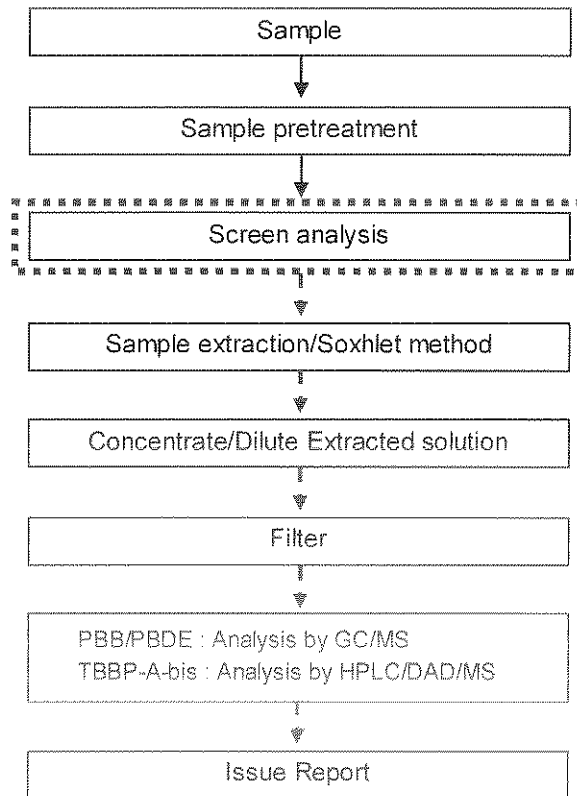 Sample
Sample pretreatment
Screen analysis
Sample extraction/Soxhlet method
Concentrate/Dilute Extracted solution
Filter
PBB/PBDE : Analysis by GC/MS
TBBP-A-bis : Analysis by HPLC/DAD/MS
Issue Report